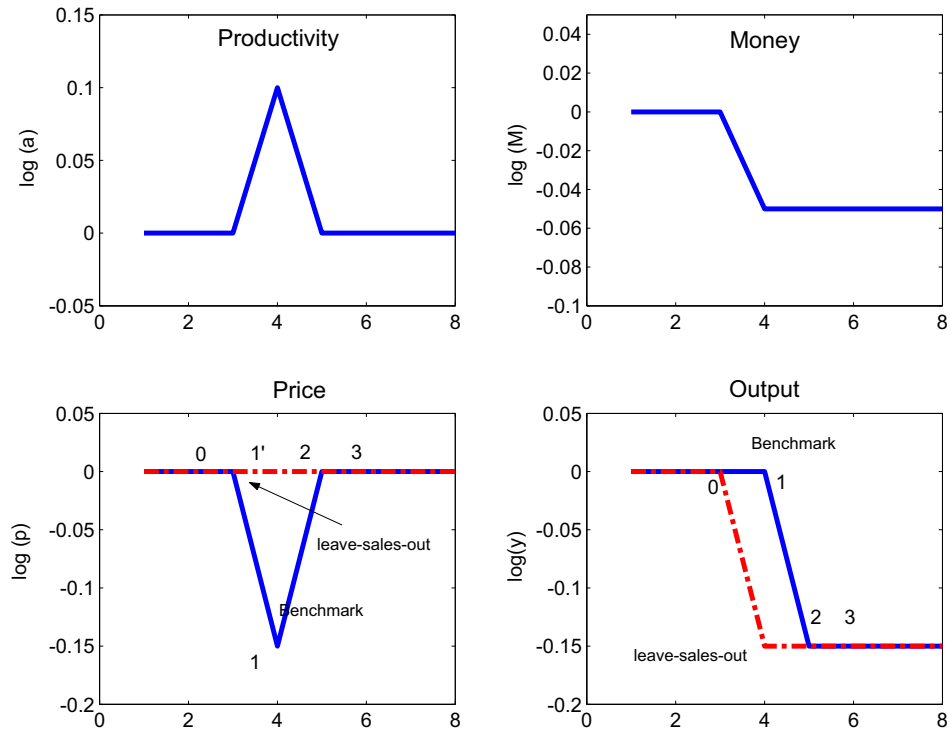 Productivity
0.15
0.1
0.05
0
-0.05
log (a)
0 2 4 6 8
Money
0.04
0.02
0
-0.02
-0.04
-0.06
-0.08
-0.1
log (M)
0 2 4 6 8
Price
0.05
0
-0.05
-0.1
-0.15
-0.2
log (p)
0 1' 2 3
leave-sales-out
Benchmark
1
0 2 4 6 8
Output
0.05
0
-0.05
-0.1
-0.15
-0.2
log(y)
Benchmark
0 1
2 3
leave-sales-out
0 2 4 6 8